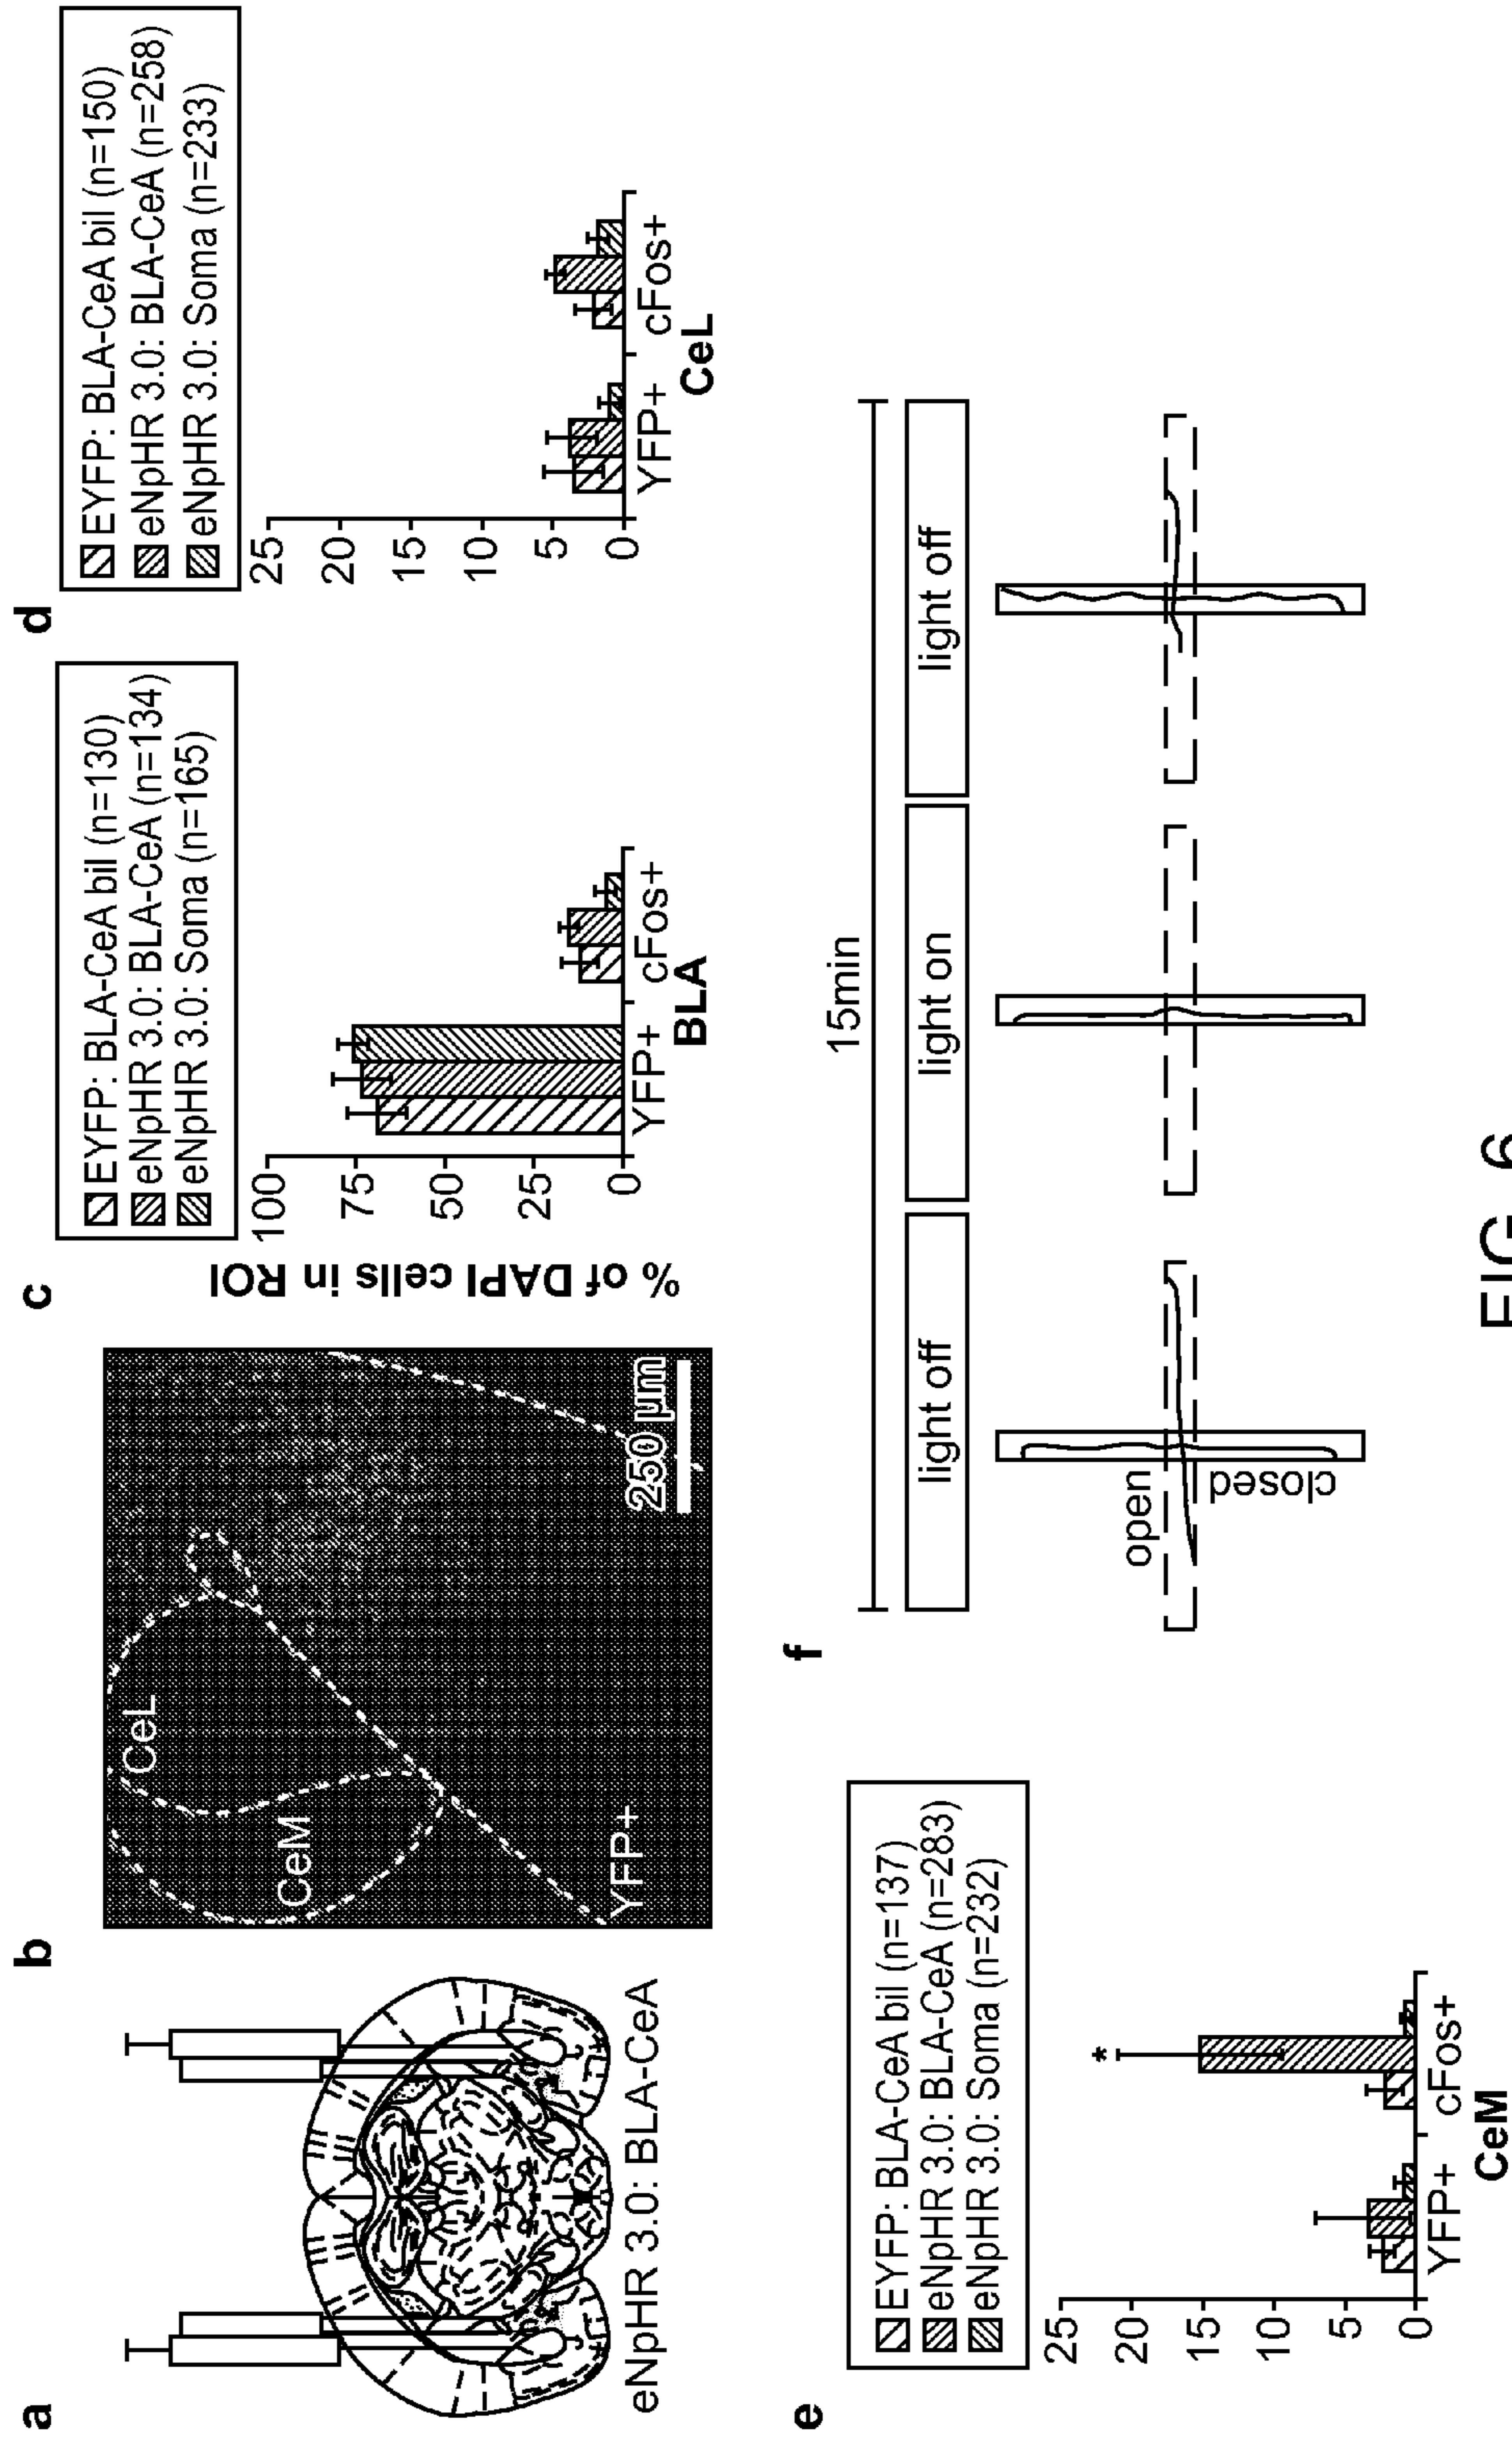 a
eNpHR 3.0: BLA-CeA
b
CeL
CeM
YFP+
250 µm
c
EYFP: BLA-CeA bil (n=130)
eNpHR 3.0: BLA-CeA (n=134)
eNpHR 3.0: Soma (n=165)
% of DAPI cells in ROI
100
75
50
25
0
YFP+
cFos+
BLA
d
EYFP: BLA-CeA bil (n=150)
eNpHR 3.0: BLA-CeA (n=258)
eNpHR 3.0: Soma (n=233)
25
20
15
10
5
0
YFP+
cFos+
CeL
e
EYFP: BLA-CeA bil (n=137)
eNpHR 3.0: BLA-CeA (n=283)
eNpHR 3.0: Soma (n=232)
25
20
15
10
5
0
*
YFP+
cFos+
CeM
f
15min
light off
light on
light off
open
closed
FIG. 6